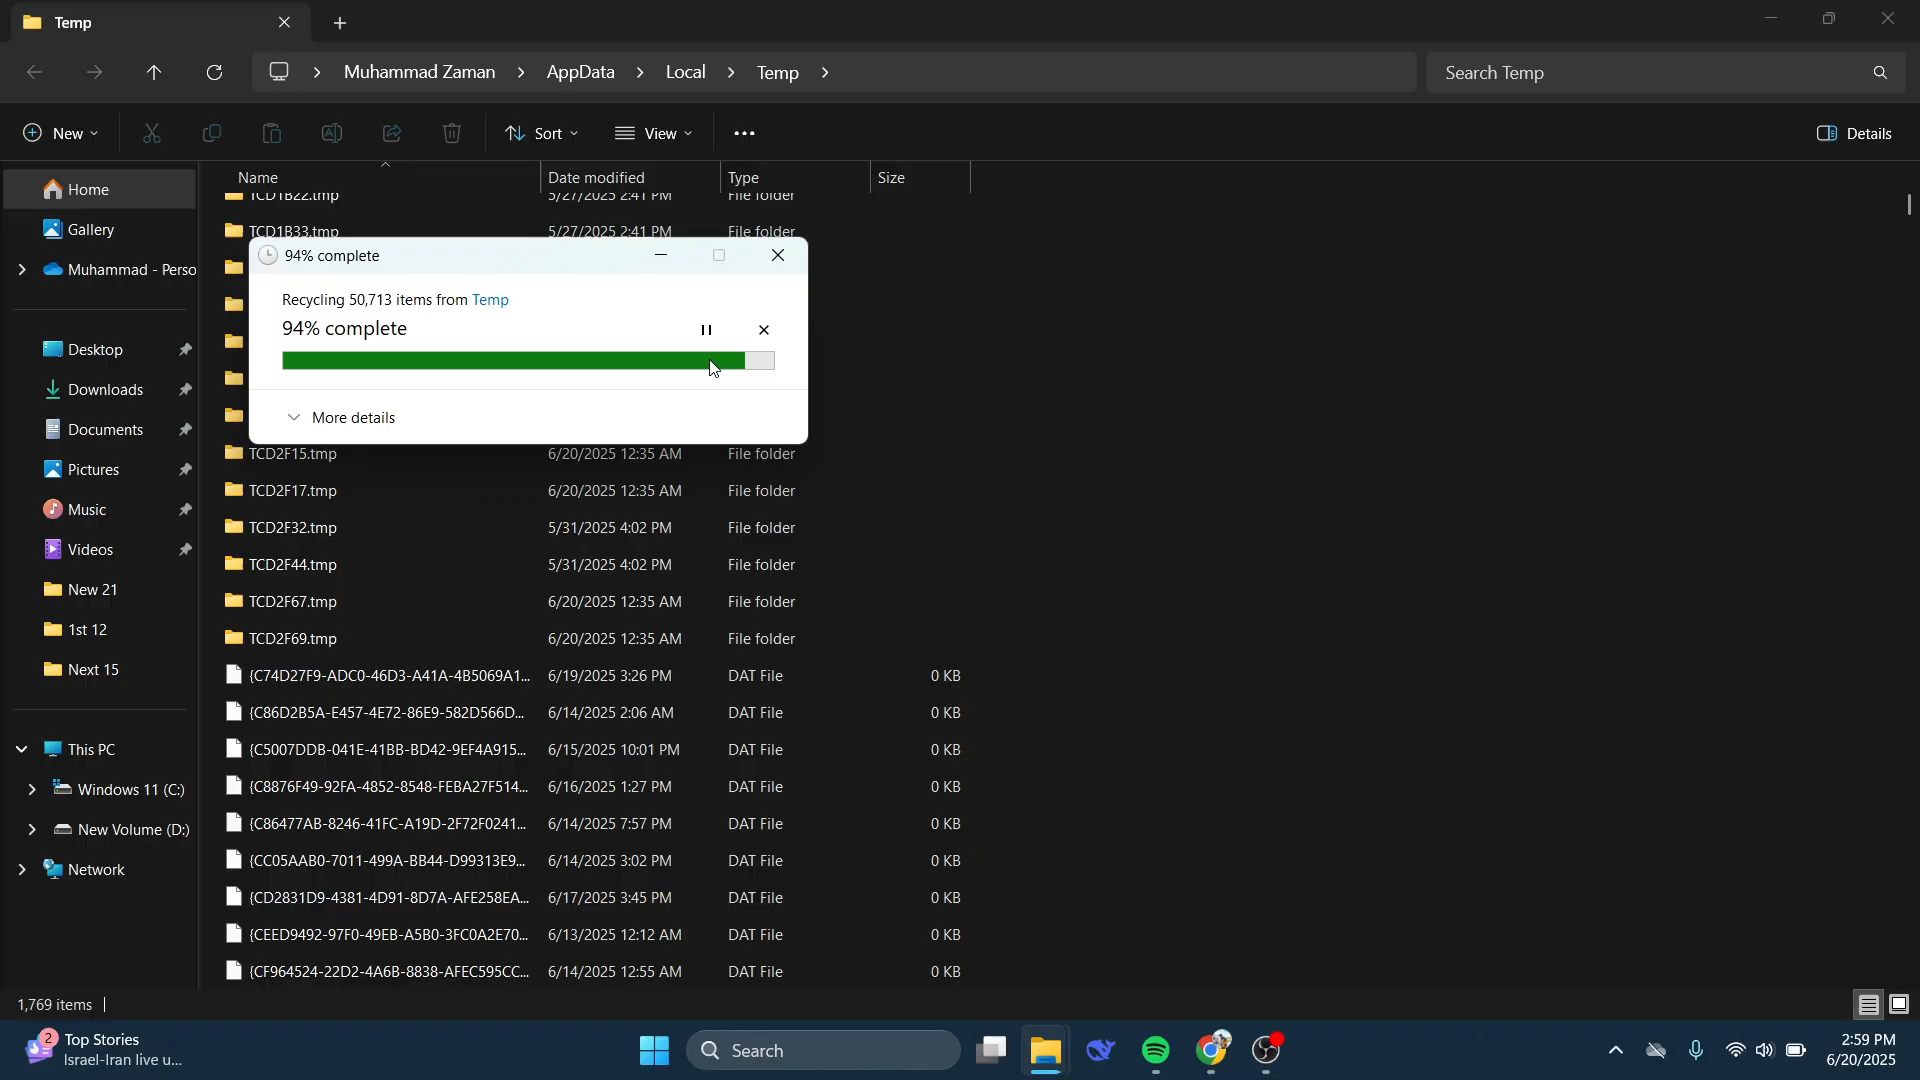 Temp
Muhammad Zaman > AppData > Local > Temp >
Search Temp
New
Sort
View
Details
Name
Date modified
Type
Size
Home
Gallery
Muhammad - Perso
Desktop
Downloads
Documents
Pictures
Music
Videos
New 21
1st 12
Next 15
This PC
Windows 11 (C:)
New Volume (D:)
Network
TCD1B22.tmp 5/27/2025 2:41 PM File folder
TCD1B33.tmp 5/27/2025 2:41 PM File folder
94% complete
Recycling 50,713 items from Temp
94% complete
More details
TCD2F15.tmp 6/20/2025 12:35 AM File folder
TCD2F17.tmp 6/20/2025 12:35 AM File folder
TCD2F32.tmp 5/31/2025 4:02 PM File folder
TCD2F44.tmp 5/31/2025 4:02 PM File folder
TCD2F67.tmp 6/20/2025 12:35 AM File folder
TCD2F69.tmp 6/20/2025 12:35 AM File folder
{C74D27F9-ADC0-46D3-A41A-4B5069A1... 6/19/2025 3:26 PM DAT File 0 KB
{C86D2B5A-E457-4E72-86E9-582D566D... 6/14/2025 2:06 AM DAT File 0 KB
{C5007DDB-041E-41BB-BD42-9EF4A915... 6/15/2025 10:01 PM DAT File 0 KB
{C8876F49-92FA-4852-8548-FEBA27F514... 6/16/2025 1:27 PM DAT File 0 KB
{C86477AB-8246-41FC-A19D-2F72F0241... 6/14/2025 7:57 PM DAT File 0 KB
{CC05AAB0-7011-499A-BB44-D99313E9... 6/14/2025 3:02 PM DAT File 0 KB
{CD2831D9-4381-4D91-8D7A-AFE258EA... 6/17/2025 3:45 PM DAT File 0 KB
{CEED9492-97F0-49EB-A5B0-3FC0A2E70... 6/13/2025 12:12 AM DAT File 0 KB
{CF964524-22D2-4A6B-8838-AFEC595CC... 6/14/2025 12:55 AM DAT File 0 KB
1,769 items
2
Top Stories
Israel-Iran live u...
Search
2:59 PM
6/20/2025